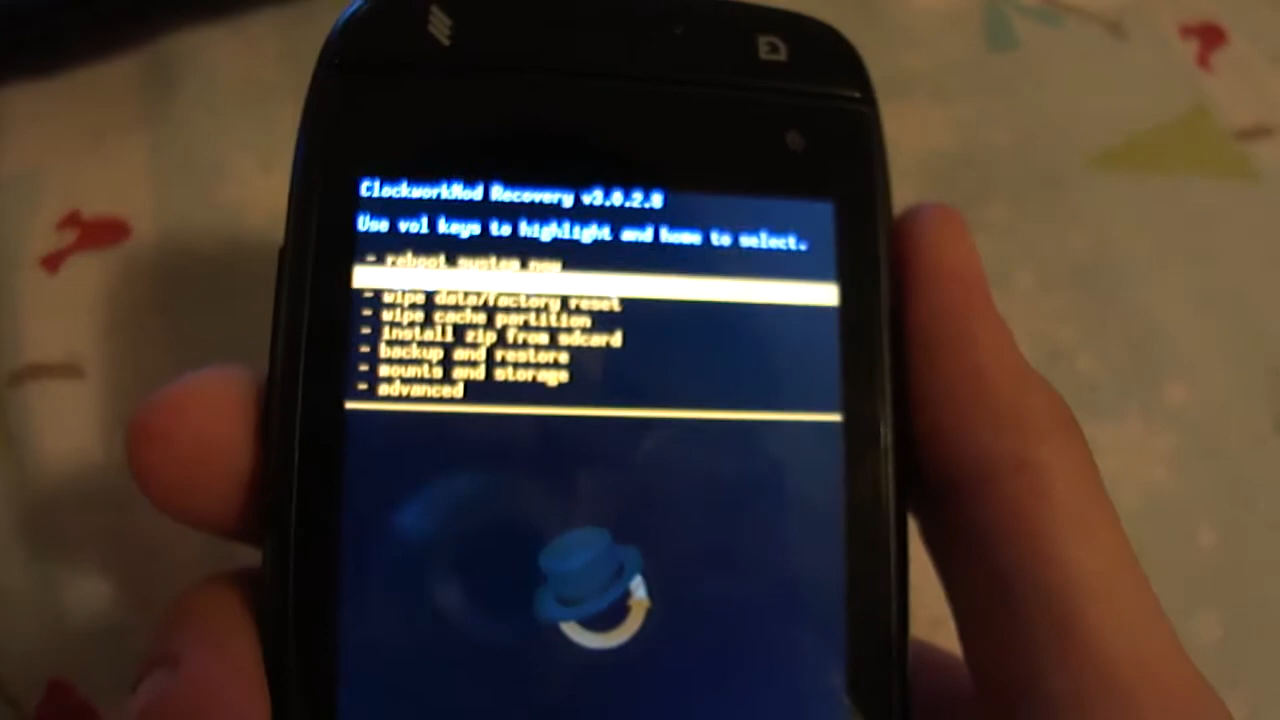 ClockworkMod Recovery v3.0.2.8
Use vol keys to highlight and home to select.
- reboot system now
- wipe data/factory reset
- wipe cache partition
- install zip from sdcard
- backup and restore
- mounts and storage
- advanced